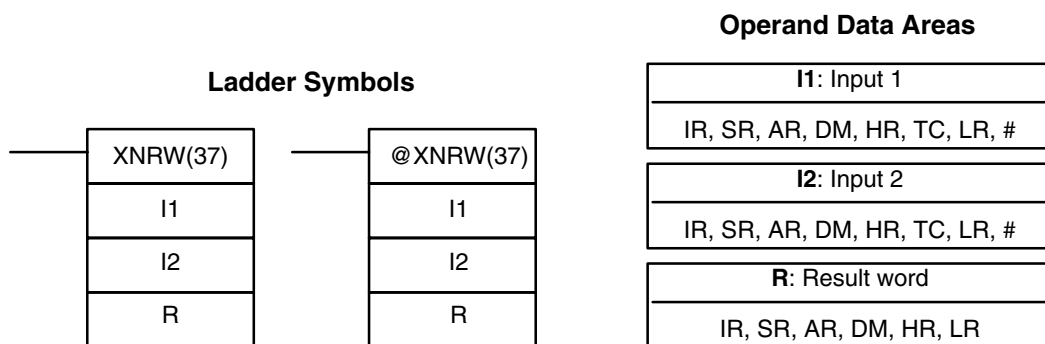 Ladder Symbols
XNRW(37)
I1
I2
R
@XNRW(37)
I1
I2
R
Operand Data Areas
I1: Input 1
IR, SR, AR, DM, HR, TC, LR, #
I2: Input 2
IR, SR, AR, DM, HR, TC, LR, #
R: Result word
IR, SR, AR, DM, HR, LR